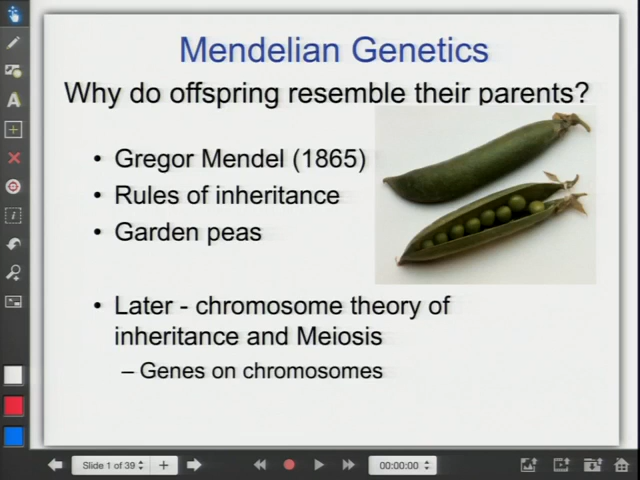 Mendelian Genetics
Why do offspring resemble their parents?
• Gregor Mendel (1865)
• Rules of inheritance
• Garden peas
• Later - chromosome theory of
inheritance and Meiosis
– Genes on chromosomes
A
Slide 1 of 39
+
00:00:00